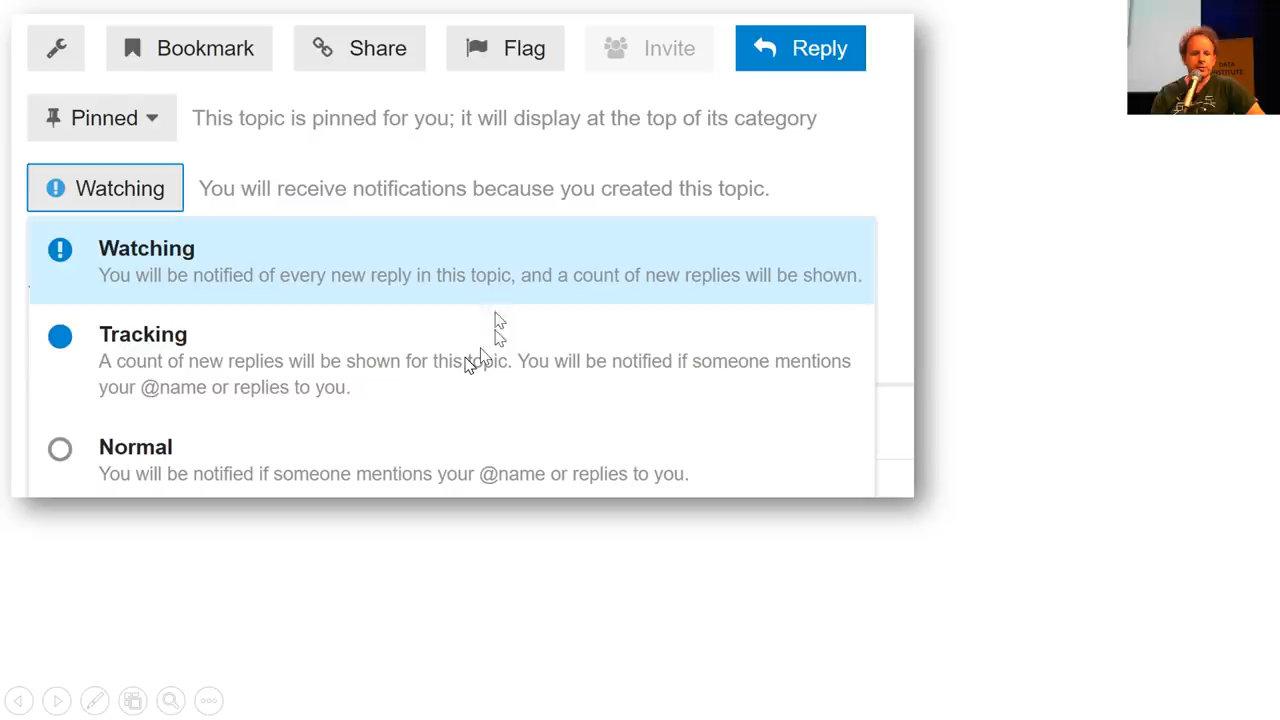 Bookmark Share Flag Invite Reply
Pinned This topic is pinned for you; it will display at the top of its category
Watching You will receive notifications because you created this topic.
Watching
You will be notified of every new reply in this topic, and a count of new replies will be shown.
Tracking
A count of new replies will be shown for this topic. You will be notified if someone mentions
your @name or replies to you.
Normal
You will be notified if someone mentions your @name or replies to you.
DATA
INSTITUTE